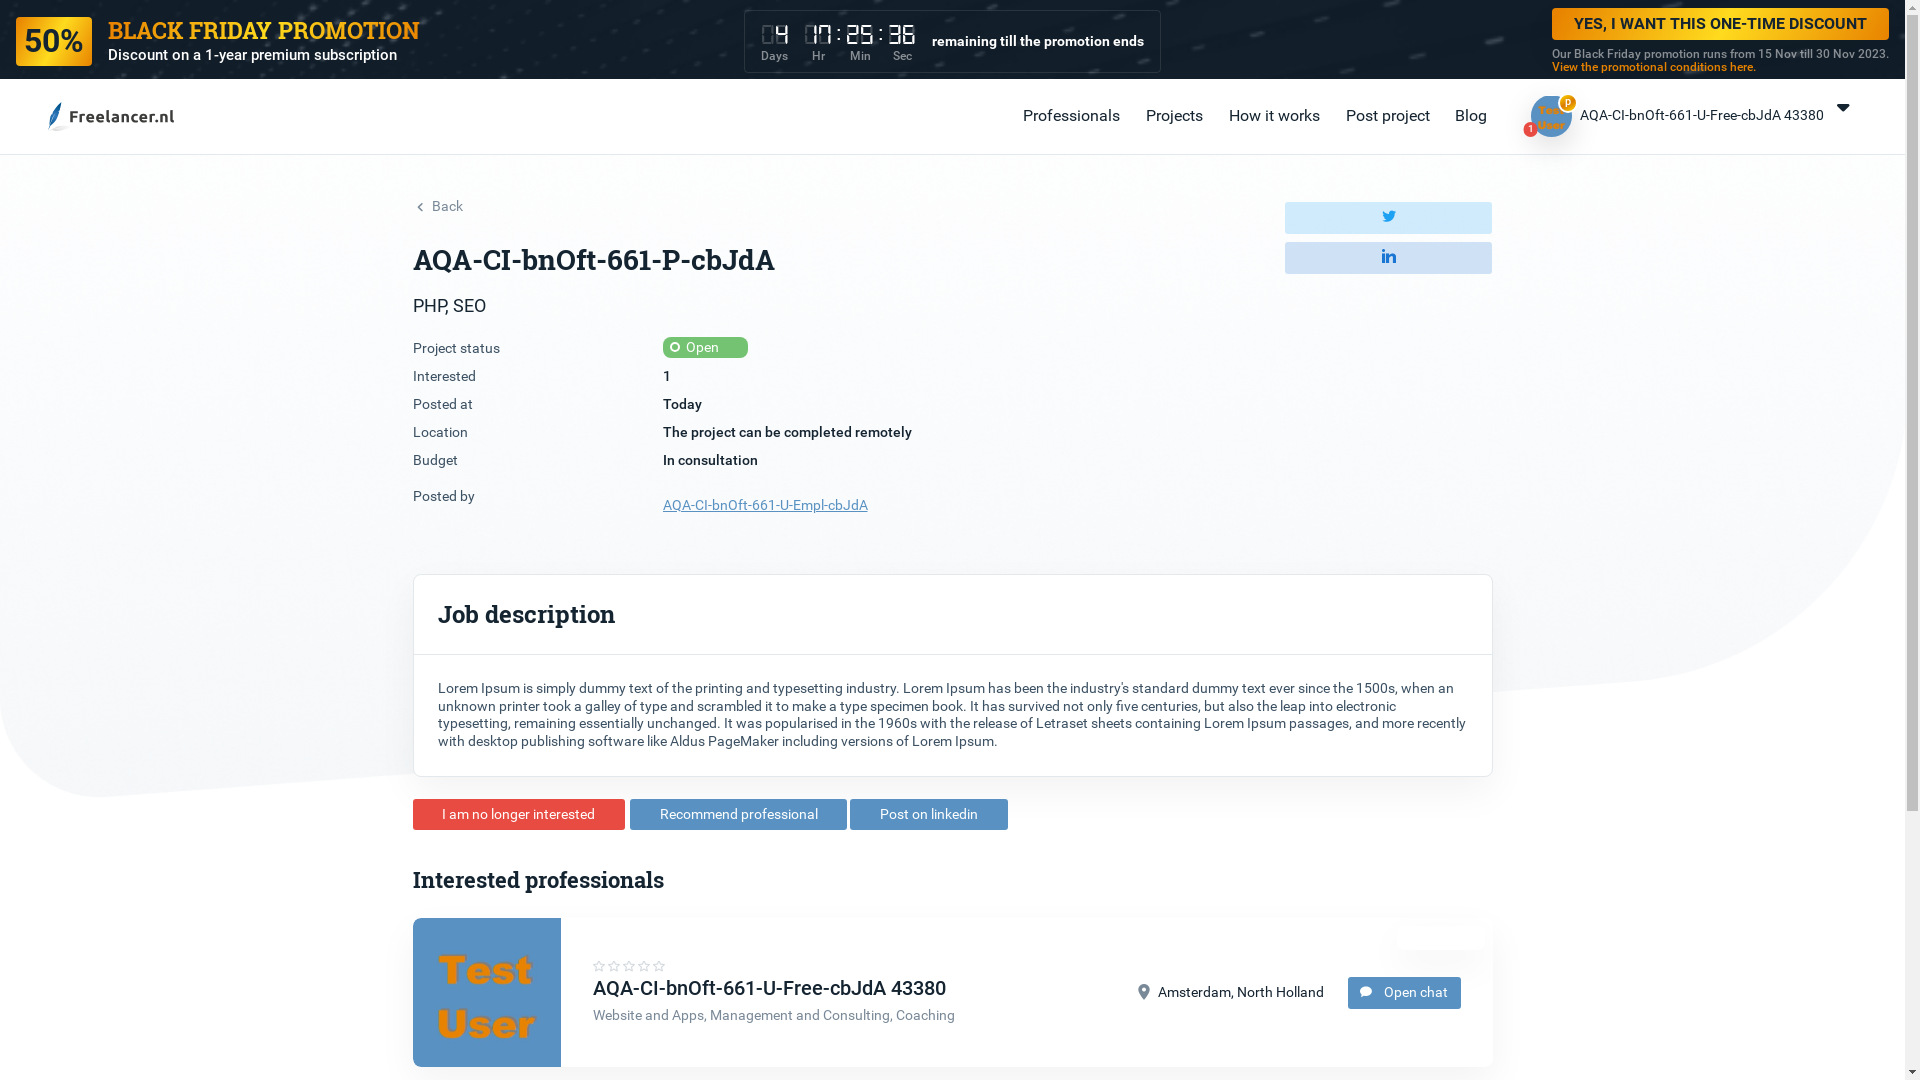 50%
BLACK FRIDAY PROMOTION
Discount on a 1-year premium subscription
4 17 : 25 : 36
Days Hr Min Sec
remaining till the promotion ends
YES, I WANT THIS ONE-TIME DISCOUNT
Our Black Friday promotion runs from 15 Nov till 30 Nov 2023.
View the promotional conditions here.
Freelancer.nl
Professionals
Projects
How it works
Post project
Blog
Test
User
P
1
AQA-CI-bnOft-661-U-Free-cbJdA 43380
Back
AQA-CI-bnOft-661-P-cbJdA
PHP, SEO
Project status
Open
Interested
1
Posted at
Today
Location
The project can be completed remotely
Budget
In consultation
Posted by
AQA-CI-bnOft-661-U-Empl-cbJdA
in
Job description
Lorem Ipsum is simply dummy text of the printing and typesetting industry. Lorem Ipsum has been the industry's standard dummy text ever since the 1500s, when an
unknown printer took a galley of type and scrambled it to make a type specimen book. It has survived not only five centuries, but also the leap into electronic
typesetting, remaining essentially unchanged. It was popularised in the 1960s with the release of Letraset sheets containing Lorem Ipsum passages, and more recently
with desktop publishing software like Aldus PageMaker including versions of Lorem Ipsum.
I am no longer interested
Recommend professional
Post on linkedin
Interested professionals
Test
User
AQA-CI-bnOft-661-U-Free-cbJdA 43380
Website and Apps, Management and Consulting, Coaching
Amsterdam, North Holland
Open chat